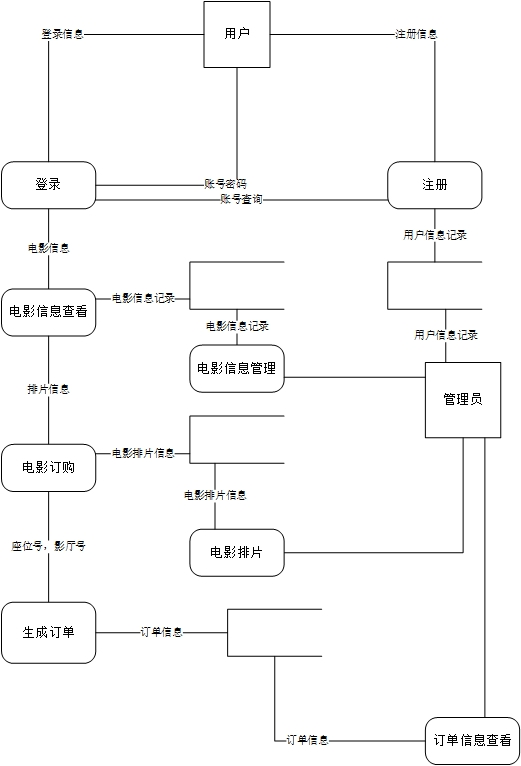 用户
登录信息
注册信息
登录
账号密码
账号查询
注册
电影信息
用户信息记录
电影信息查看
电影信息记录
电影信息记录
用户信息记录
电影信息管理
排片信息
管理员
电影订购
电影排片信息
电影排片信息
座位号，影厅号
电影排片
生成订单
订单信息
订单信息
订单信息查看